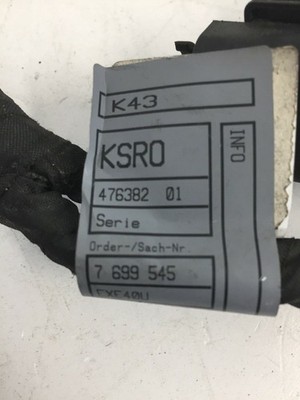 K43
KSRO
INFO
476382 01
Serie
Order-/Sach-Nr
7 699 545